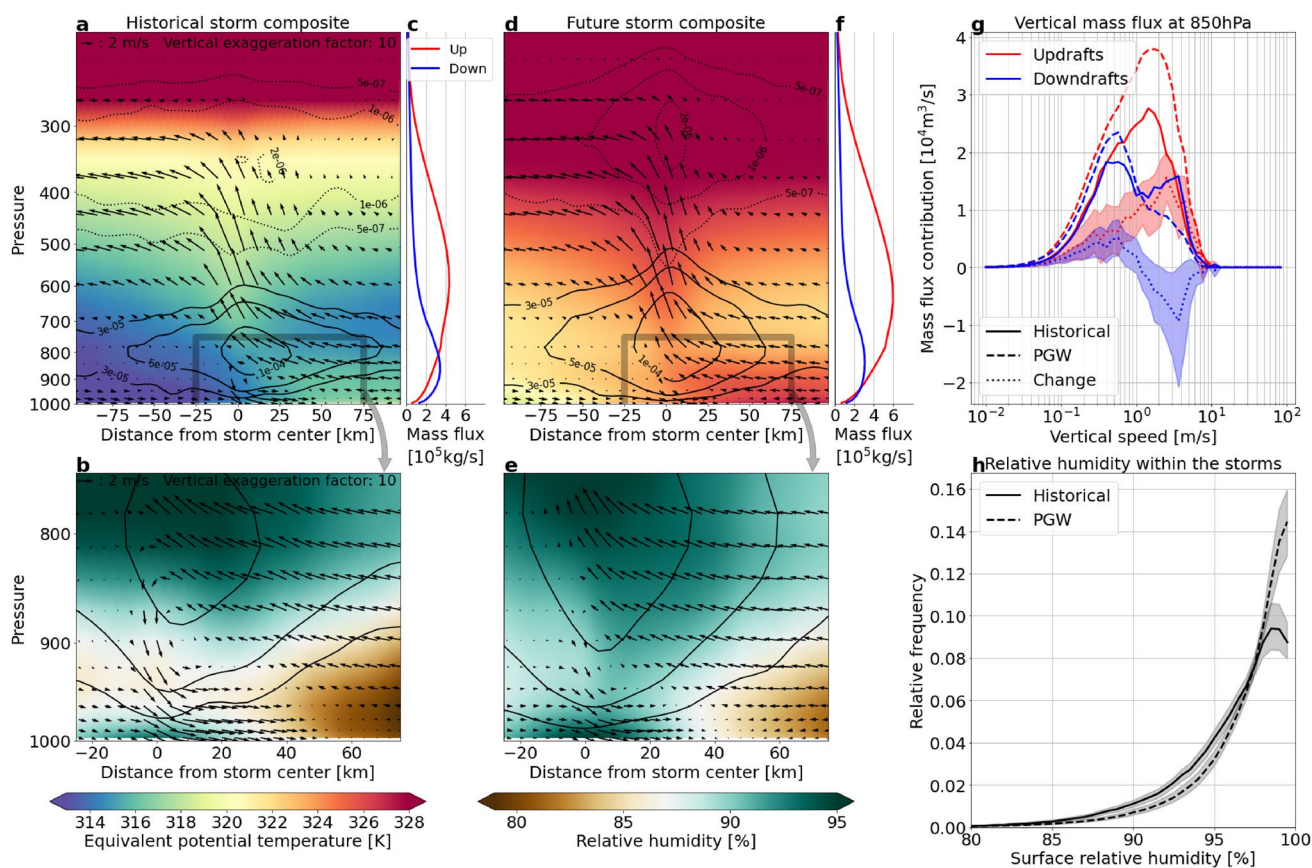 a Historical storm composite
: 2 m/s Vertical exaggeration factor: 10
5e-07
1e-06
2e-06
1e-06
5e-07
3e-05
5e-05
1e-04
3e-05
300
400
500
600
700
800
900
1000
Pressure
−75 −50 −25 0 25 50 75
Distance from storm center [km]
c
Up
Down
0 2 4 6
Mass flux
[10⁵kg/s]
d Future storm composite
5e-07
2e-06
1e-06
5e-07
5e-05
1e-04
3e-05
−75 −50 −25 0 25 50 75
Distance from storm center [km]
f
0 2 4 6
Mass flux
[10⁵kg/s]
g Vertical mass flux at 850hPa
Updrafts
Downdrafts
Historical
PGW
Change
4
3
2
1
0
−1
−2
Mass flux contribution [10⁴m³/s]
10⁻² 10⁻¹ 10⁰ 10¹ 10²
Vertical speed [m/s]
b
: 2 m/s Vertical exaggeration factor: 10
800
900
1000
Pressure
−20 0 20 40 60
Distance from storm center [km]
314 316 318 320 322 324 326 328
Equivalent potential temperature [K]
e
−20 0 20 40 60
Distance from storm center [km]
80 85 90 95
Relative humidity [%]
h Relative humidity within the storms
Historical
PGW
0.16
0.14
0.12
0.10
0.08
0.06
0.04
0.02
0.00
Relative frequency
80 85 90 95 100
Surface relative humidity [%]